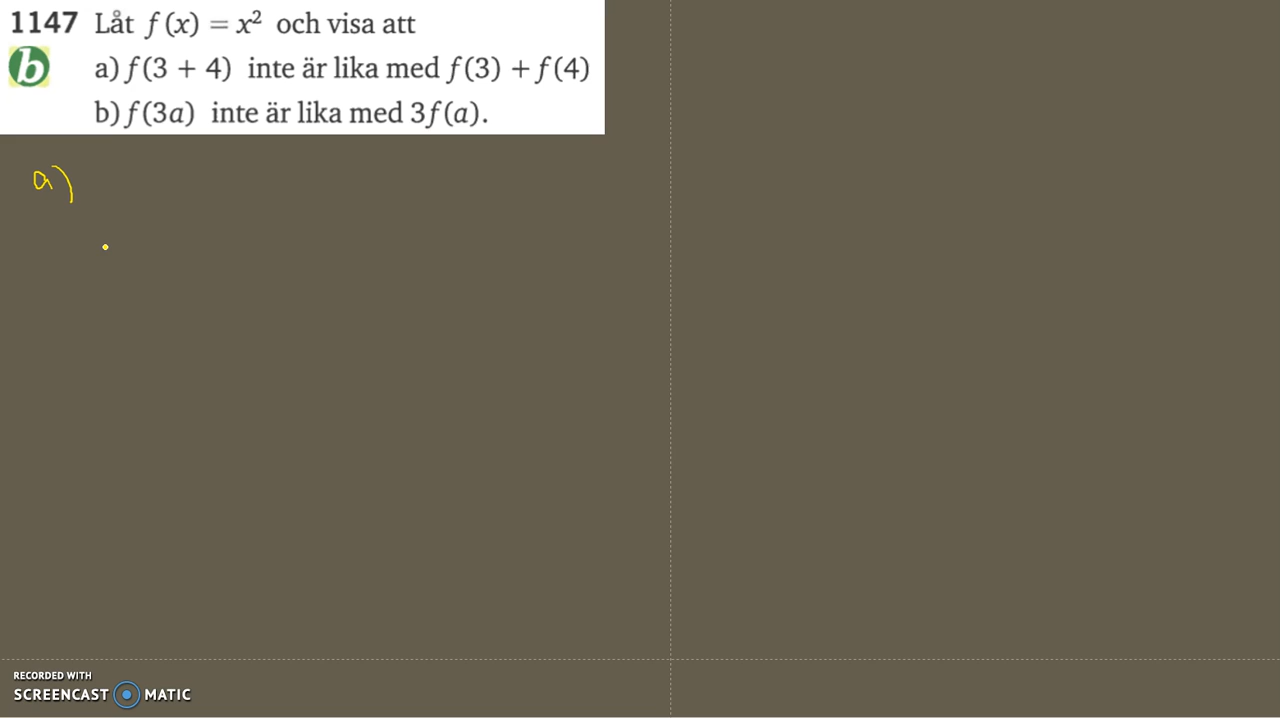 1147 Låt f(x) = x² och visa att
b
a) f(3 + 4) inte är lika med f(3) + f(4)
b) f(3a) inte är lika med 3f(a).
a)
RECORDED WITH
SCREENCAST MATIC